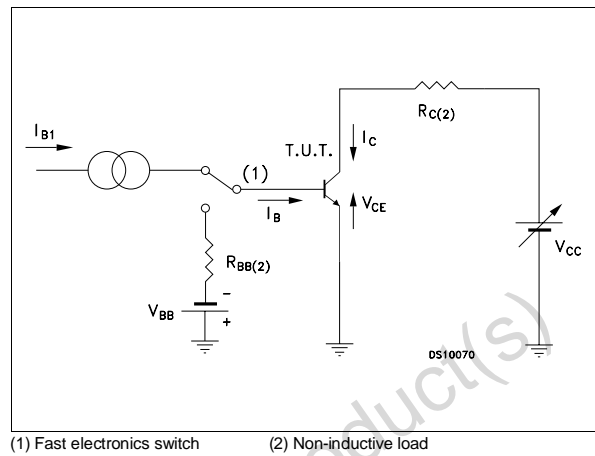 I_B1
(1)
I_B
T.U.T.
I_C
V_CE
R_C(2)
V_CC
R_BB(2)
V_BB
-
+
DS10070
duct(s)
(1) Fast electronics switch (2) Non-inductive load